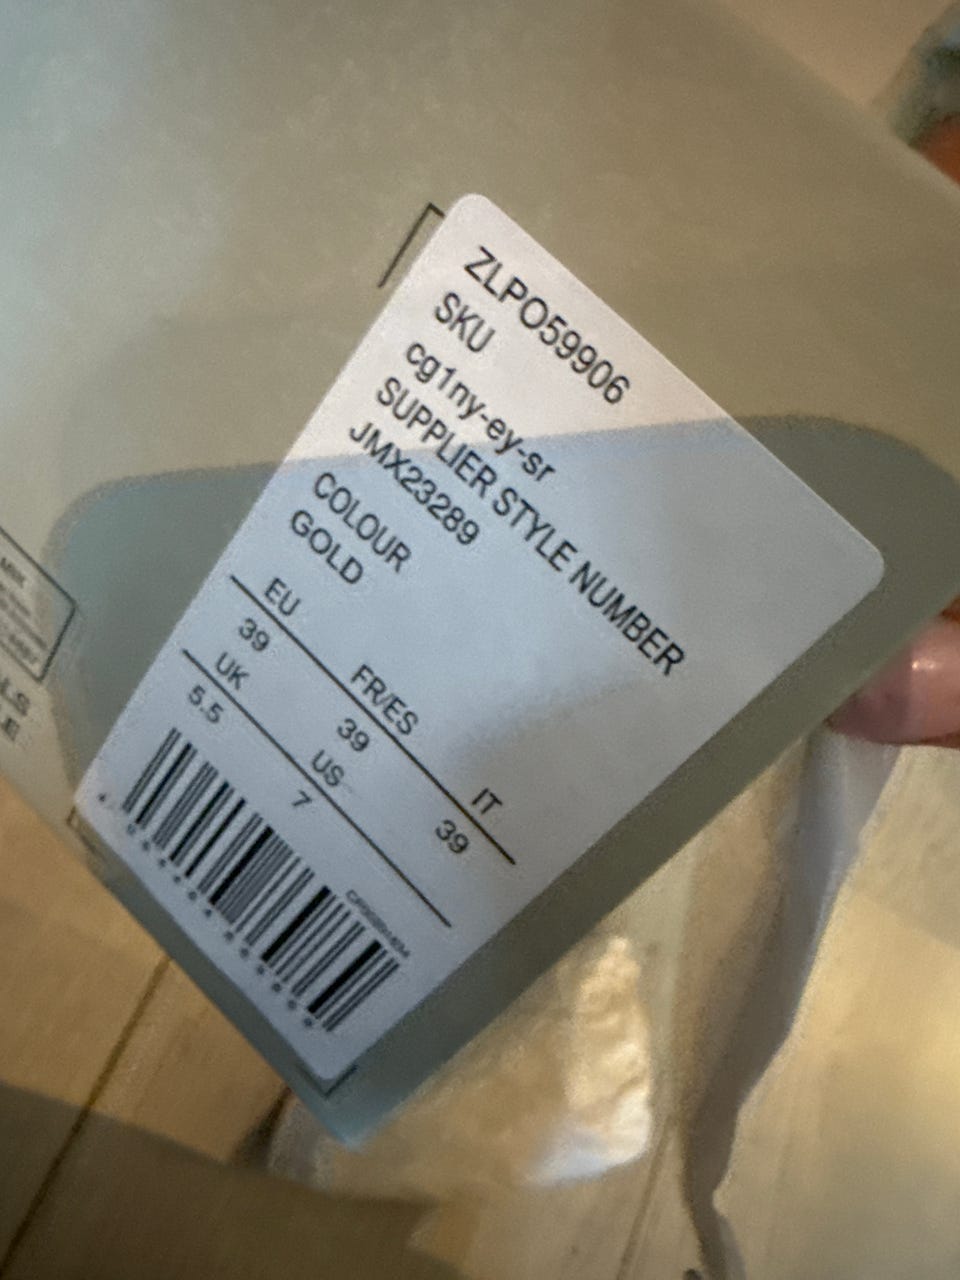 ZLPO59906
SKU
cg1ny-ey-sr
SUPPLIER STYLE NUMBER
JMX23289
COLOUR
GOLD
EU FR/ES IT
39 39 39
UK US
5.5 7